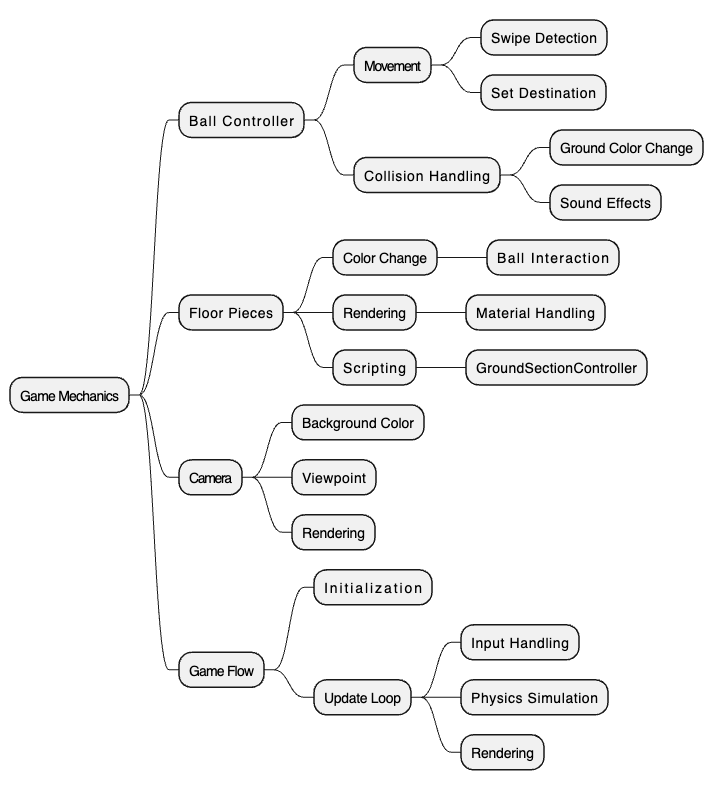 Game Mechanics
Ball Controller
Movement
Swipe Detection
Set Destination
Collision Handling
Ground Color Change
Sound Effects
Floor Pieces
Color Change
Ball Interaction
Rendering
Material Handling
Scripting
GroundSectionController
Camera
Background Color
Viewpoint
Rendering
Game Flow
Initialization
Update Loop
Input Handling
Physics Simulation
Rendering